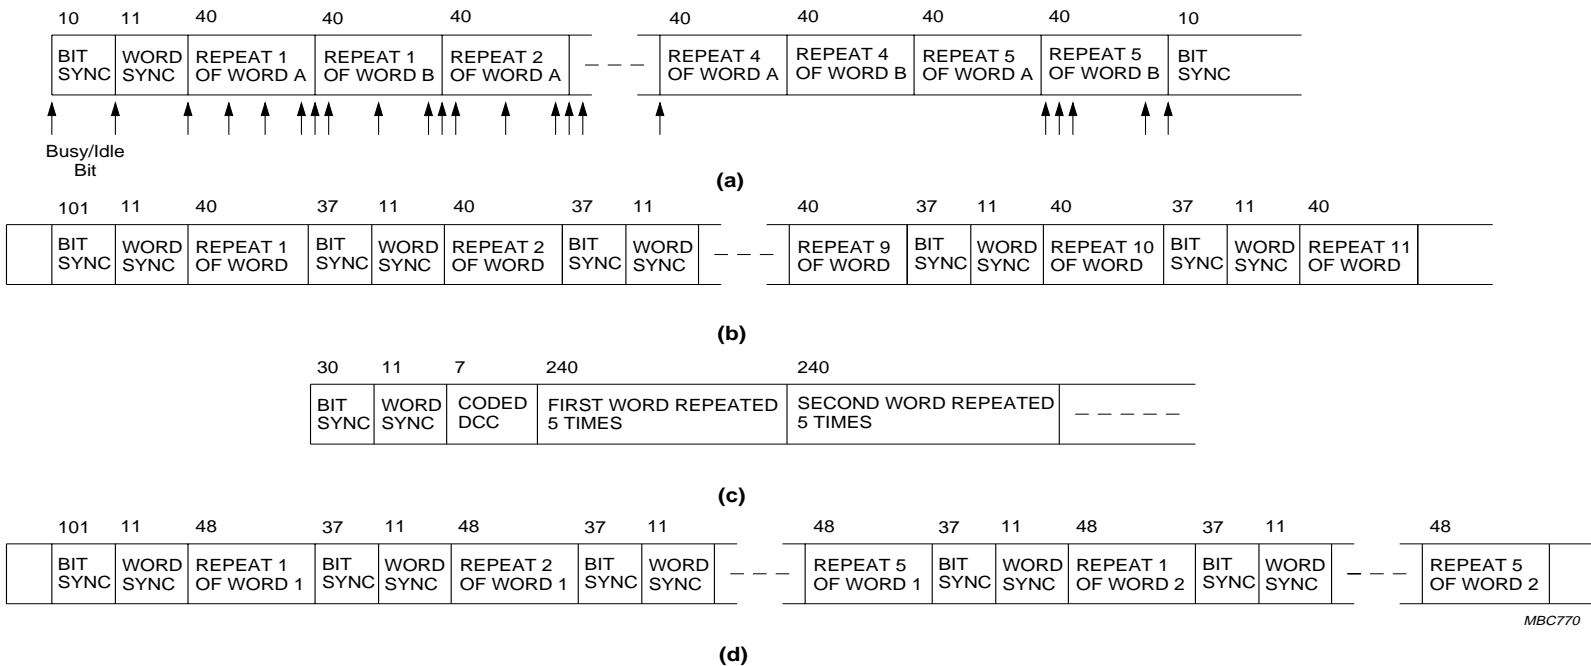 10 11 40 40 40 40 40 40 40 10
BIT SYNC WORD SYNC REPEAT 1 OF WORD A REPEAT 1 OF WORD B REPEAT 2 OF WORD A REPEAT 4 OF WORD A REPEAT 4 OF WORD B REPEAT 5 OF WORD A REPEAT 5 OF WORD B BIT SYNC
Busy/Idle
Bit
(a)
101 11 40 37 11 40 37 11 40 37 11 40 37 11 40
BIT SYNC WORD SYNC REPEAT 1 OF WORD BIT SYNC WORD SYNC REPEAT 2 OF WORD BIT SYNC WORD SYNC REPEAT 9 OF WORD BIT SYNC WORD SYNC REPEAT 10 OF WORD BIT SYNC WORD SYNC REPEAT 11 OF WORD
(b)
30 11 7 240 240
BIT SYNC WORD SYNC CODED DCC FIRST WORD REPEATED 5 TIMES SECOND WORD REPEATED 5 TIMES
(c)
101 11 48 37 11 48 37 11 48 37 11 48 37 11 48
BIT SYNC WORD SYNC REPEAT 1 OF WORD 1 BIT SYNC WORD SYNC REPEAT 2 OF WORD 1 BIT SYNC WORD SYNC REPEAT 5 OF WORD 1 BIT SYNC WORD SYNC REPEAT 1 OF WORD 2 BIT SYNC WORD SYNC REPEAT 5 OF WORD 2
MBC770
(d)